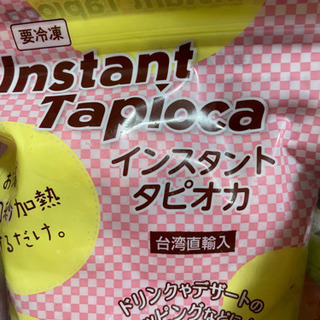 要冷凍
Instant
Tapioca
インスタント
タピオカ
加熱
するだけ。
台湾直輸入
ドリンクやデザートの